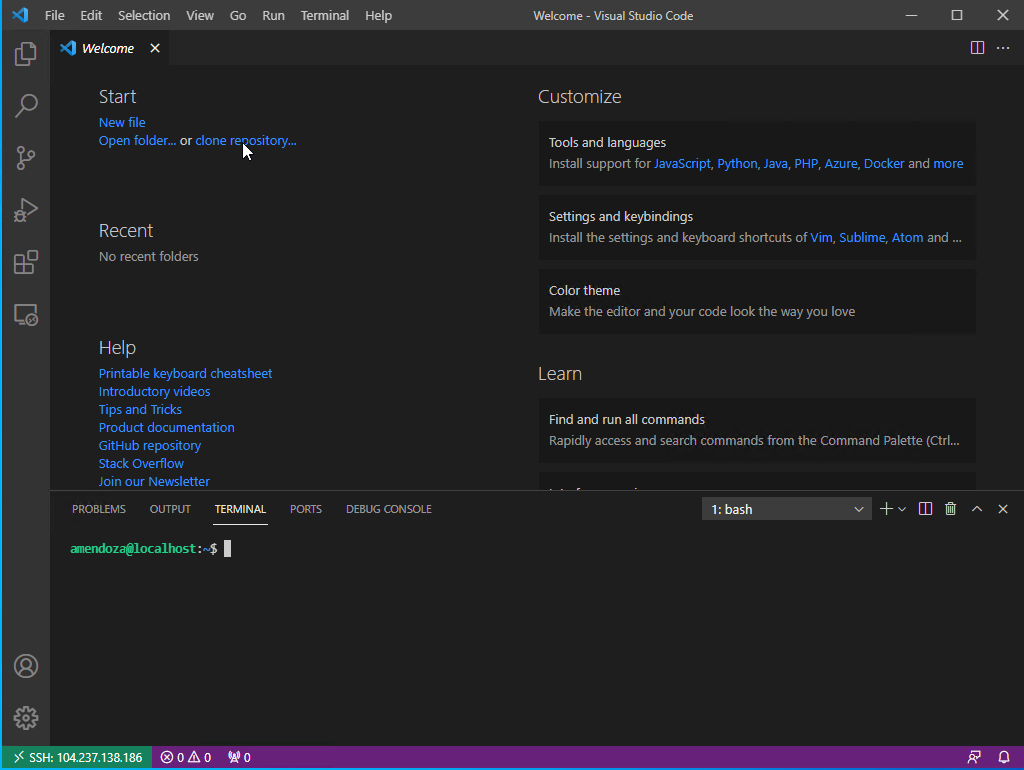 File Edit Selection View Go Run Terminal Help Welcome - Visual Studio Code
Welcome
Start
New file
Open folder... or clone repository...
Recent
No recent folders
Help
Printable keyboard cheatsheet
Introductory videos
Tips and Tricks
Product documentation
GitHub repository
Stack Overflow
Join our Newsletter
Customize
Tools and languages
Install support for JavaScript, Python, Java, PHP, Azure, Docker and more
Settings and keybindings
Install the settings and keyboard shortcuts of Vim, Sublime, Atom and ...
Color theme
Make the editor and your code look the way you love
Learn
Find and run all commands
Rapidly access and search commands from the Command Palette (Ctrl...
PROBLEMS OUTPUT TERMINAL PORTS DEBUG CONSOLE 1: bash
amendoza@localhost:~$
SSH: 104.237.138.186 0 0 0